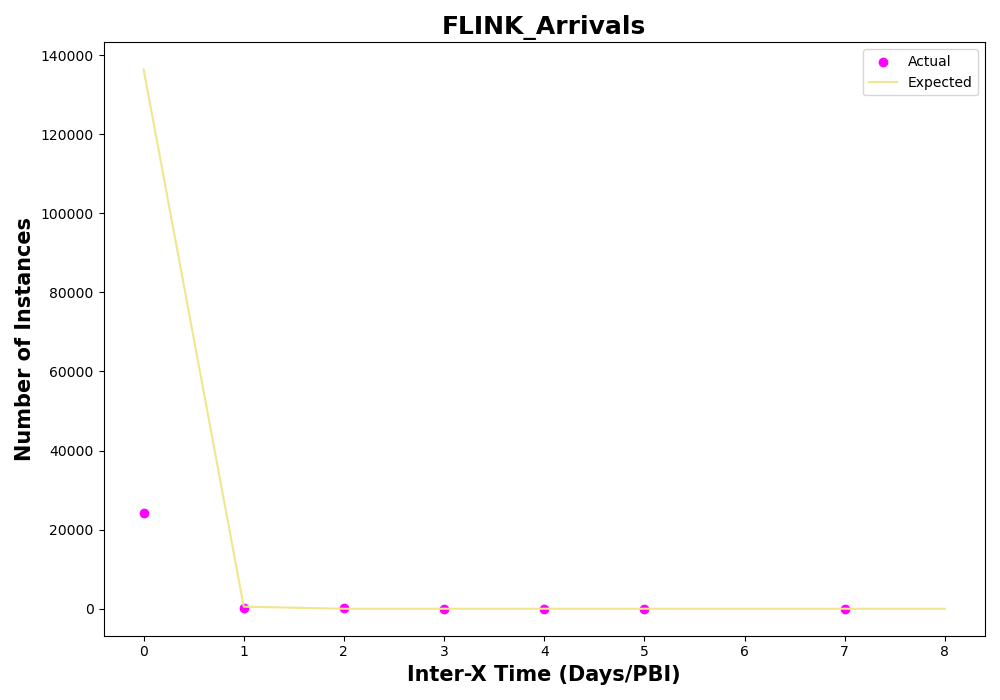 FLINK_Arrivals
Actual
Expected
140000
120000
100000
80000
60000
40000
20000
0
Number of Instances
0 1 2 3 4 5 6 7 8
Inter-X Time (Days/PBI)